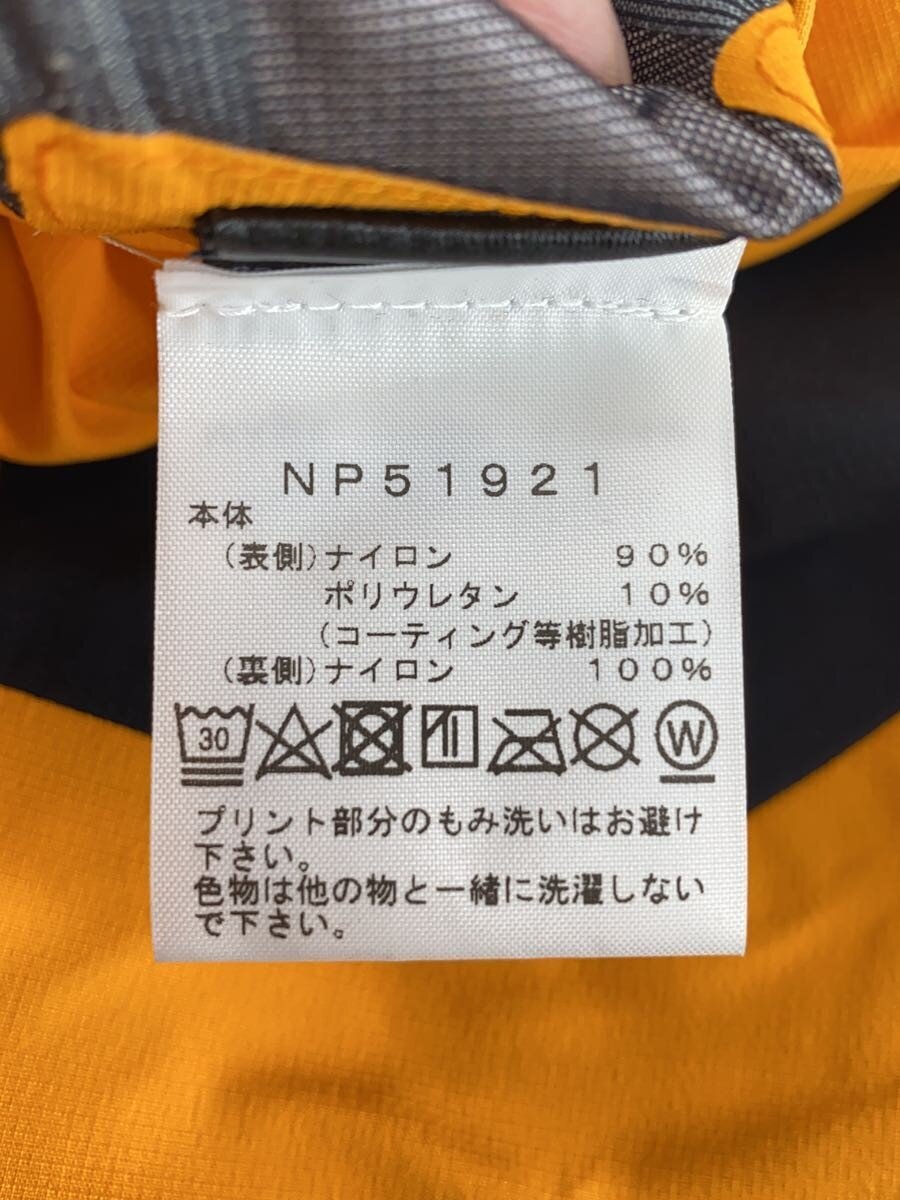 NP51921
本体
(表側)ナイロン 90%
ポリウレタン 10%
(コーティング等樹脂加工)
(裏側)ナイロン 100%
30 W
プリント部分のもみ洗いはお避け
下さい。
色物は他の物と一緒に洗濯しない
で下さい。